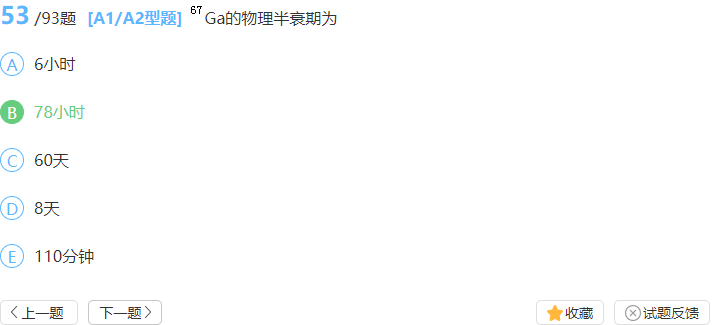 53 /93题 [A1/A2型题] ⁶⁷Ga的物理半衰期为
A 6小时
B 78小时
C 60天
D 8天
E 110分钟
上一题 下一题 收藏 试题反馈